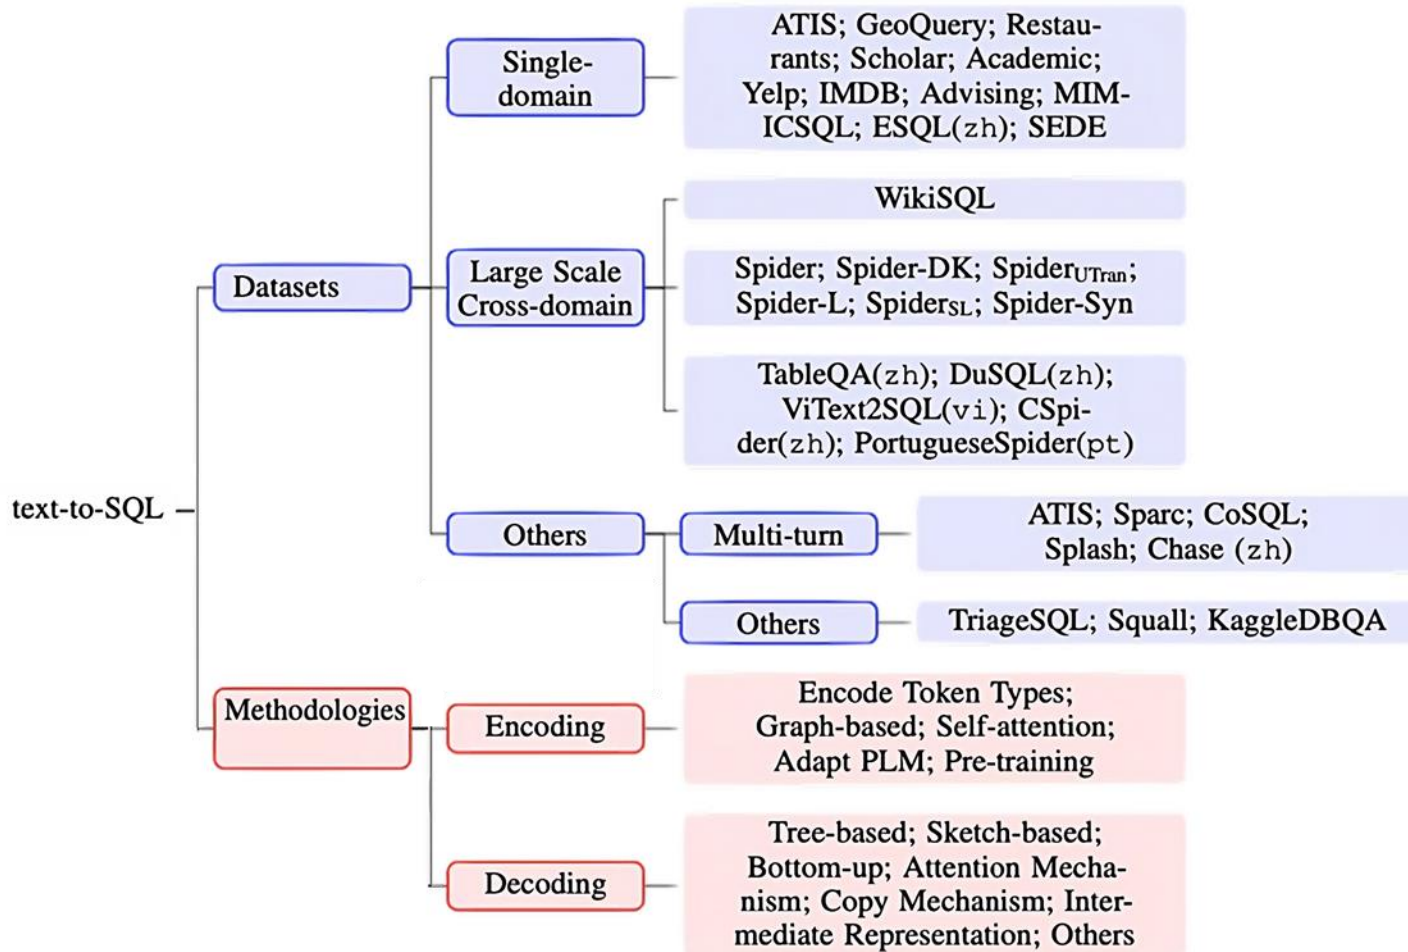 Single-
domain
ATIS; GeoQuery; Restau-
rants; Scholar; Academic;
Yelp; IMDB; Advising; MIM-
ICSQL; ESQL(zh); SEDE
WikiSQL
Datasets
Large Scale
Cross-domain
Spider; Spider-DK; SpiderUTran;
Spider-L; SpiderSL; Spider-Syn
TableQA(zh); DuSQL(zh);
ViText2SQL(vi); CSpi-
der(zh); PortugueseSpider(pt)
text-to-SQL
Others
Multi-turn
ATIS; Sparc; CoSQL;
Splash; Chase (zh)
Others
TriageSQL; Squall; KaggleDBQA
Methodologies
Encoding
Encode Token Types;
Graph-based; Self-attention;
Adapt PLM; Pre-training
Decoding
Tree-based; Sketch-based;
Bottom-up; Attention Mecha-
nism; Copy Mechanism; Inter-
mediate Representation; Others